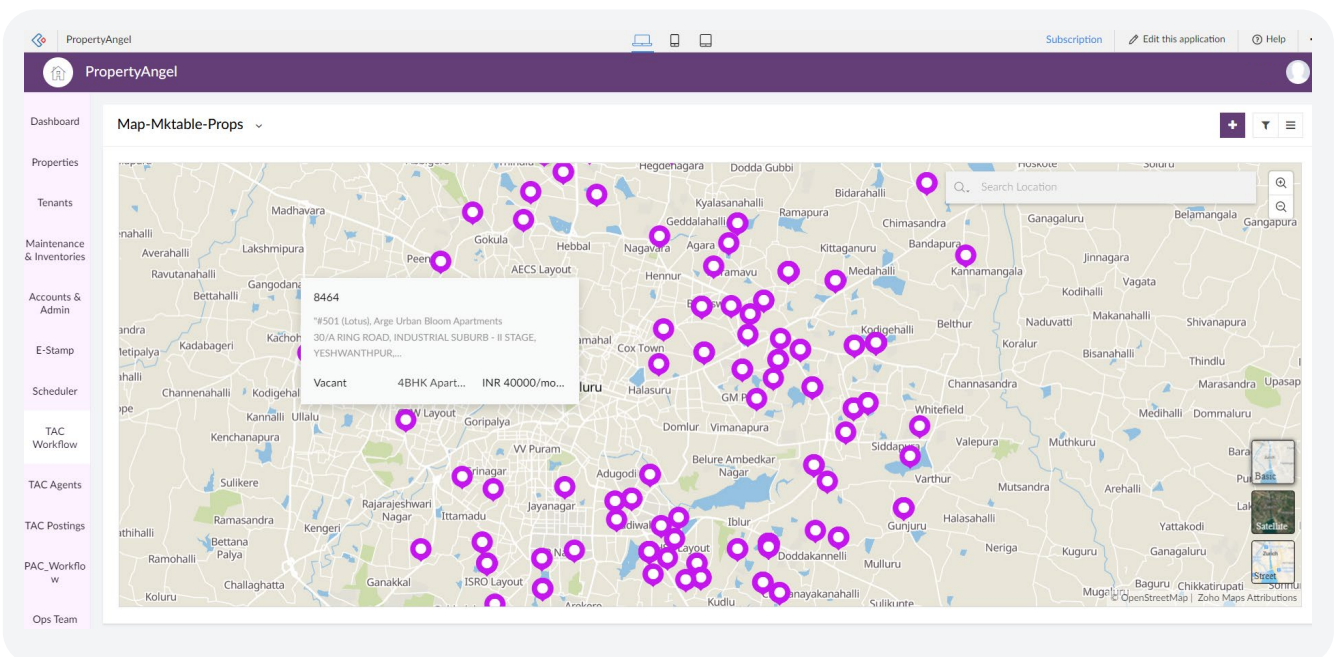 PropertyAngel
Subscription
Edit this application
Help
PropertyAngel
Dashboard
Properties
Tenants
Maintenance
& Inventories
Accounts &
Admin
E-Stamp
Scheduler
TAC
Workflow
TAC Agents
TAC Postings
PAC_Workflo
w
Ops Team
Map-Mktable-Props
Search Location
Hegdehagara
Dodda Gubbi
Bidarahalli
Kyalasanahalli
Madhavara
Geddalahalli
Ramapura
Chimasandra
Ganagaluru
Belamangala
Gangapura
Gokula
Hebbal
Nagavara
Agara
Kittaganuru
Bandapura
Averahalli
Lakshmipura
Jinnagara
AECS Layout
Medahalli
Kannamangala
Ravutanahalli
Hennur
Vagata
Bettahalli
Kodihalli
8464
"#501 (Lotus), Arge Urban Bloom Apartments
30/A RING ROAD, INDUSTRIAL SUBURB - II STAGE,
YESHWANTHPUR,...
Vacant
4BHK Apart...
INR 40000/mo...
Makanahalli
Belthur
Naduvatti
Shivanapura
Kadabageri
Kodigehalli
Cox Town
Koralur
Bisanahalli
Thindlu
Channenahalli
Halasuru
Channasandra
Marasandra
Upasap
Whitefield
Kannalli
Ullalu
Goripalya
Domlur
Vimanapura
Medihalli
Dommaluru
Kenchanapura
VV Puram
Valepura
Muthkuru
Belure Ambedkar
Nagar
Adugodi
Sulikere
Varthur
Mutsandra
Arehalli
Basic
Rajarajeshwari
Nagar
Ittamadu
Jayanagar
Ramasandra
Kengeri
Iblur
Gunjuru
Halasahalli
Yattakodi
Satellite
Bettana
Palya
Ramohalli
Doddakannelli
Neriga
Kuguru
Ganagaluru
Mulluru
Challaghatta
Ganakkal
ISRO Layout
Baguru
Chikkatirupati
Street
Koluru
Kudlu
Sulikunte
© OpenStreetMap | Zoho Maps Attributions